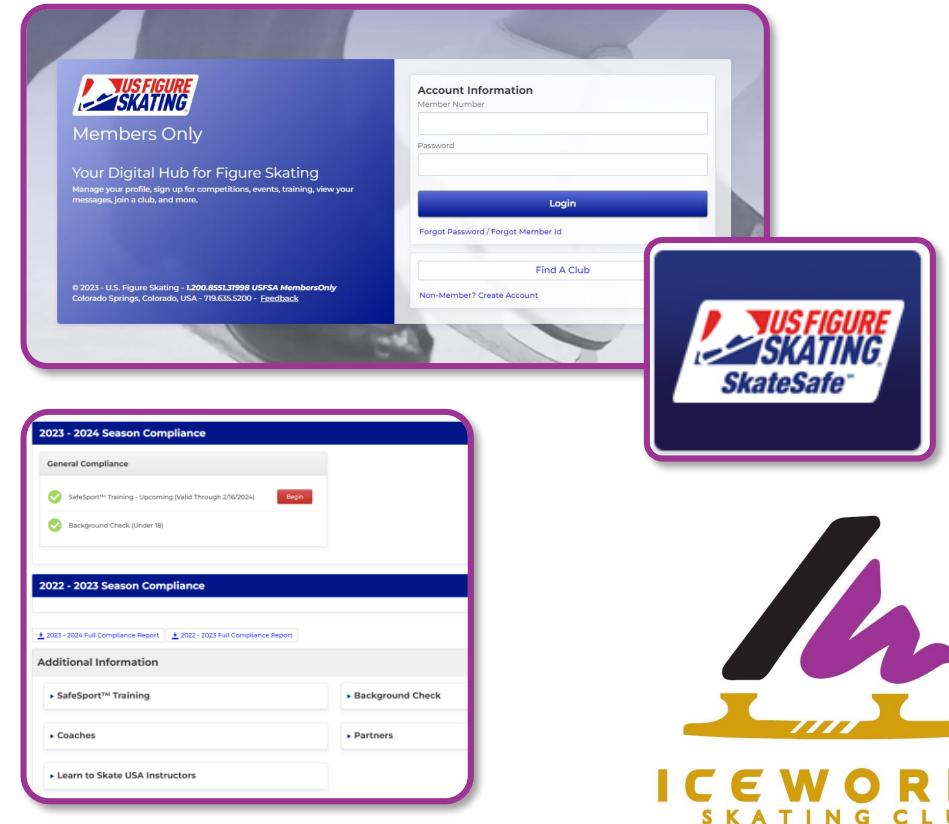 US FIGURE
SKATING
Members Only
Your Digital Hub for Figure Skating
Manage your profile, sign up for competitions, events, training, view your
messages, join a club, and more.
© 2023 - U.S. Figure Skating - 1.200.8551.31998 USFSA MembersOnly
Colorado Springs, Colorado, USA - 719.635.5200 - Feedback
Account Information
Member Number
Password
Login
Forgot Password / Forgot Member Id
Find A Club
Non-Member? Create Account
US FIGURE
SKATING
SkateSafe™
2023 - 2024 Season Compliance
General Compliance
SafeSport™ Training - Upcoming (Valid Through 2/16/2024) Begin
Background Check (Under 18)
2022 - 2023 Season Compliance
2023 - 2024 Full Compliance Report 2022 - 2023 Full Compliance Report
Additional Information
SafeSport™ Training
Background Check
Coaches
Partners
Learn to Skate USA Instructors
ICEWOR
SKATING CLU